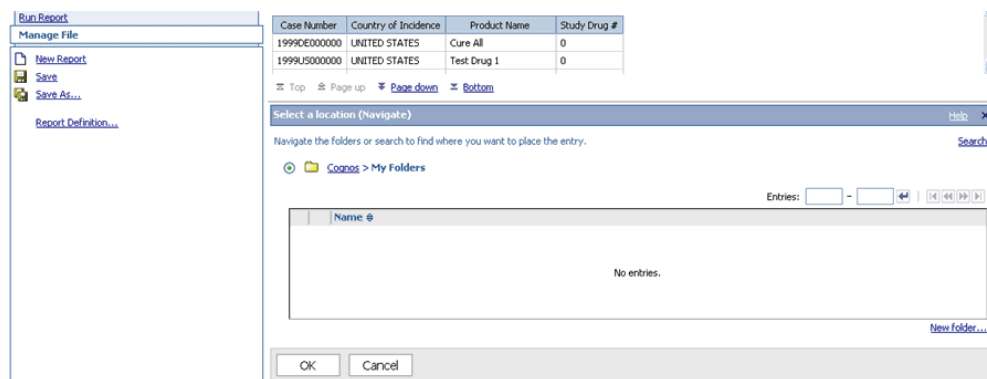 Run Report
Manage File
New Report
Save
Save As...
Report Definition...
Case Number Country of Incidence Product Name Study Drug #
1999DE000000 UNITED STATES Cure All 0
1999US000000 UNITED STATES Test Drug 1 0
Top Page up Page down Bottom
Select a location (Navigate) Help
Navigate the folders or search to find where you want to place the entry. Search
Cognos > My Folders
Entries: -
Name
No entries.
New folder...
OK Cancel